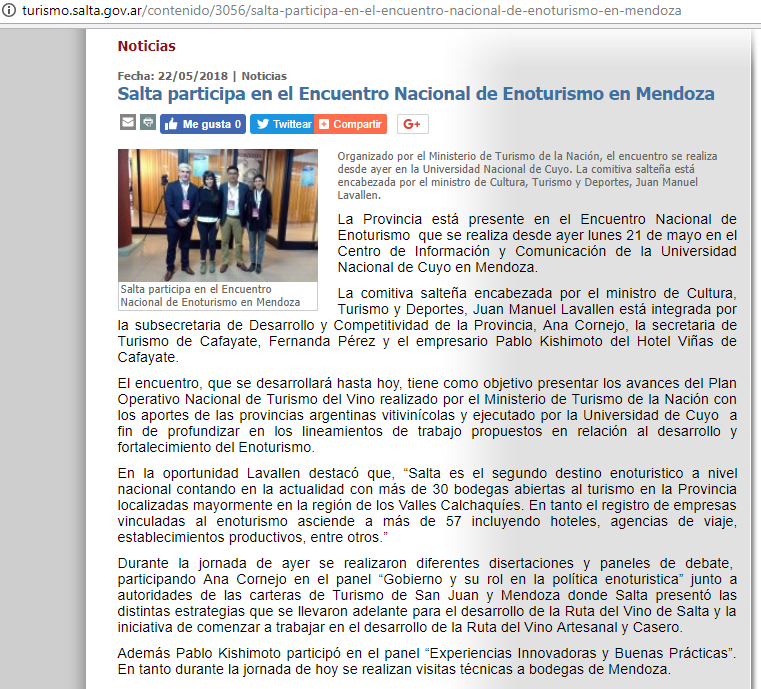 turismo.salta.gov.ar/contenido/3056/salta-participa-en-el-encuentro-nacional-de-enoturismo-en-mendoza
Noticias
Fecha: 22/05/2018 | Noticias
Salta participa en el Encuentro Nacional de Enoturismo en Mendoza
Me gusta 0 Twittear Compartir G+
Organizado por el Ministerio de Turismo de la Nación, el encuentro se realiza
desde ayer en la Universidad Nacional de Cuyo. La comitiva salteña está
encabezada por el ministro de Cultura, Turismo y Deportes, Juan Manuel
Lavallen.
La Provincia está presente en el Encuentro Nacional de
Enoturismo que se realiza desde ayer lunes 21 de mayo en el
Centro de Información y Comunicación de la Universidad
Nacional de Cuyo en Mendoza.
Salta participa en el Encuentro
Nacional de Enoturismo en Mendoza
La comitiva salteña encabezada por el ministro de Cultura,
Turismo y Deportes, Juan Manuel Lavallen está integrada por
la subsecretaria de Desarrollo y Competitividad de la Provincia, Ana Cornejo, la secretaria de
Turismo de Cafayate, Fernanda Pérez y el empresario Pablo Kishimoto del Hotel Viñas de
Cafayate.
El encuentro, que se desarrollará hasta hoy, tiene como objetivo presentar los avances del Plan
Operativo Nacional de Turismo del Vino realizado por el Ministerio de Turismo de la Nación con
los aportes de las provincias argentinas vitivinícolas y ejecutado por la Universidad de Cuyo a
fin de profundizar en los lineamientos de trabajo propuestos en relación al desarrollo y
fortalecimiento del Enoturismo.
En la oportunidad Lavallen destacó que, “Salta es el segundo destino enoturistico a nivel
nacional contando en la actualidad con más de 30 bodegas abiertas al turismo en la Provincia
localizadas mayormente en la región de los Valles Calchaquíes. En tanto el registro de empresas
vinculadas al enoturismo asciende a más de 57 incluyendo hoteles, agencias de viaje,
establecimientos productivos, entre otros.”
Durante la jornada de ayer se realizaron diferentes disertaciones y paneles de debate,
participando Ana Cornejo en el panel “Gobierno y su rol en la política enoturistica” junto a
autoridades de las carteras de Turismo de San Juan y Mendoza donde Salta presentó las
distintas estrategias que se llevaron adelante para el desarrollo de la Ruta del Vino de Salta y la
iniciativa de comenzar a trabajar en el desarrollo de la Ruta del Vino Artesanal y Casero.
Además Pablo Kishimoto participó en el panel “Experiencias Innovadoras y Buenas Prácticas”.
En tanto durante la jornada de hoy se realizan visitas técnicas a bodegas de Mendoza.